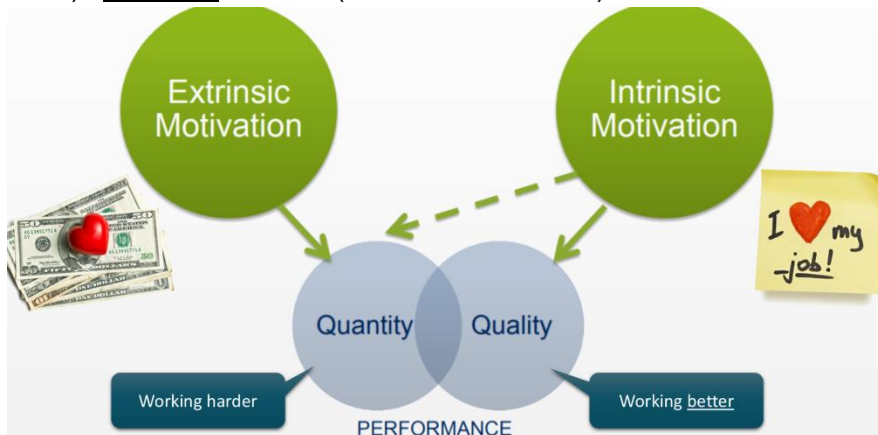 Extrinsic
Motivation
Intrinsic
Motivation
I ❤ my
job!
Quantity
Quality
Working harder
Working better
PERFORMANCE